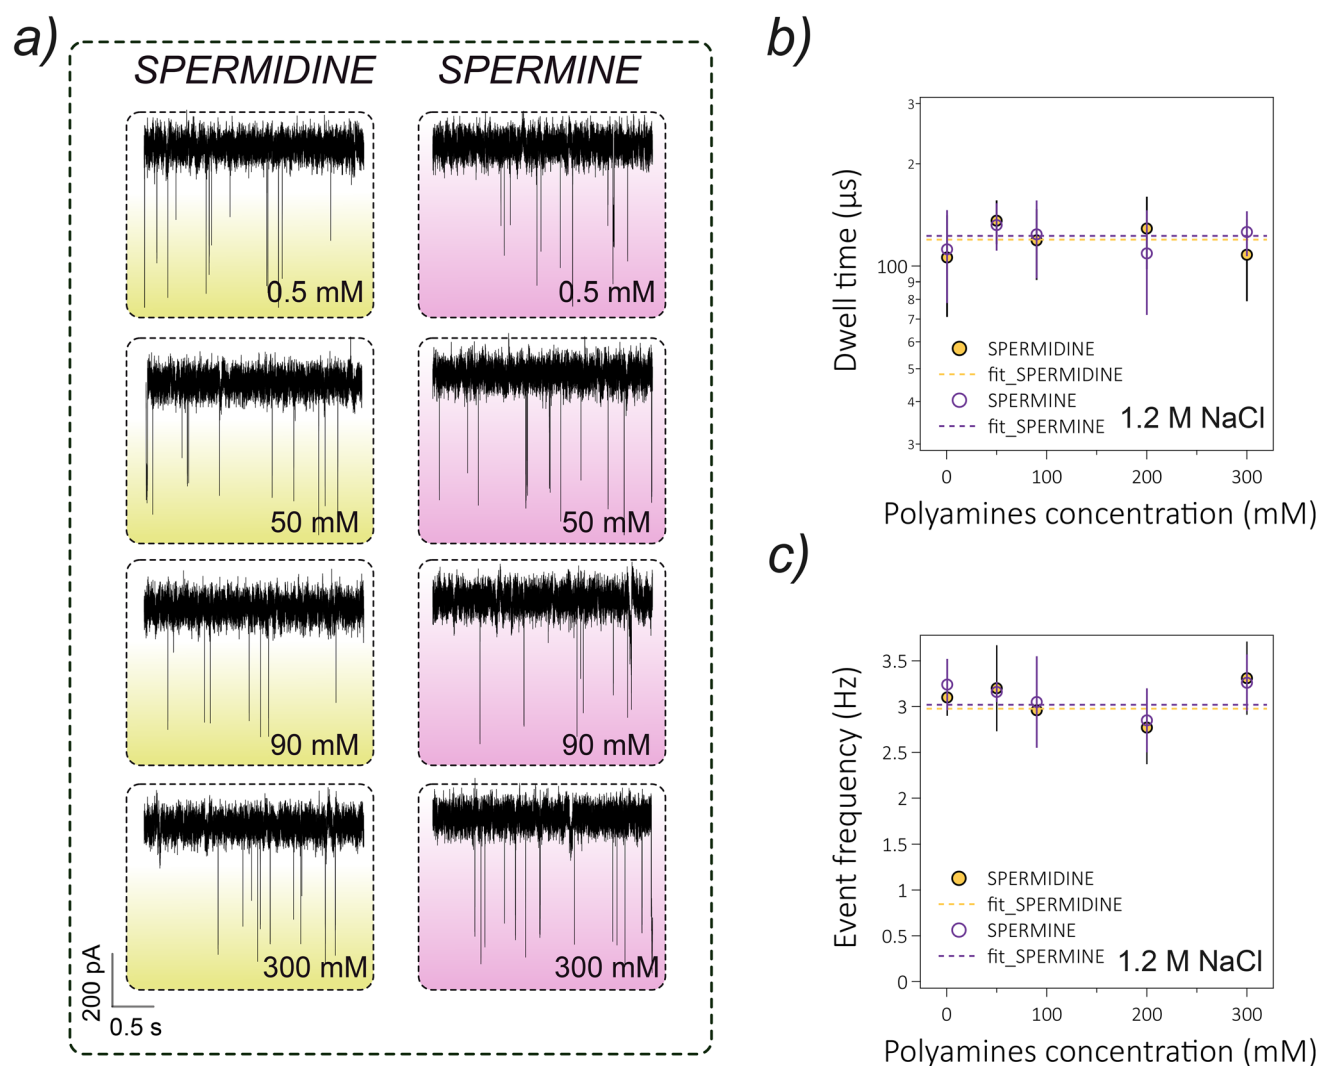 a)
SPERMIDINE
SPERMINE
0.5 mM
0.5 mM
50 mM
50 mM
90 mM
90 mM
300 mM
300 mM
200 pA
0.5 s
b)
Dwell time (µs)
3
2
100
9
8
7
6
5
4
3
SPERMIDINE
fit_SPERMIDINE
SPERMINE
fit_SPERMINE
1.2 M NaCl
0 100 200 300
Polyamines concentration (mM)
c)
Event frequency (Hz)
3.5
3
2.5
2
1.5
1
0.5
0
SPERMIDINE
fit_SPERMIDINE
SPERMINE
fit_SPERMINE
1.2 M NaCl
0 100 200 300
Polyamines concentration (mM)